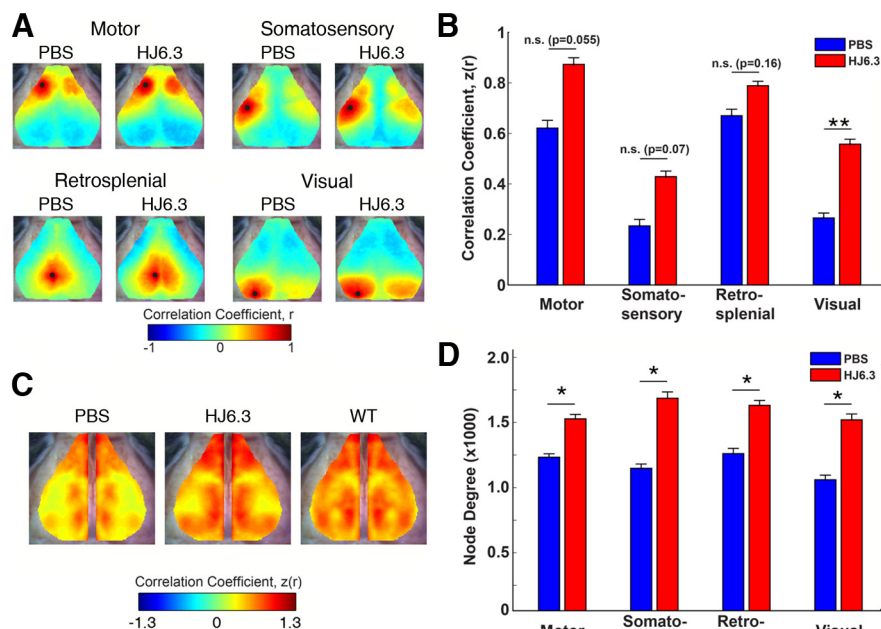 A
Motor
Somatosensory
PBS
HJ6.3
PBS
HJ6.3
Retrosplenial
Visual
PBS
HJ6.3
PBS
HJ6.3
Correlation Coefficient, r
-1
0
1
B
Correlation Coefficient, z(r)
1
0.8
0.6
0.4
0.2
0
n.s. (p=0.055)
n.s. (p=0.07)
n.s. (p=0.16)
**
PBS
HJ6.3
Motor
Somato-
sensory
Retro-
splenial
Visual
C
PBS
HJ6.3
WT
Correlation Coefficient, z(r)
-1.3
0
1.3
D
Node Degree (x1000)
2.0
1.5
1.0
0.5
0
*
*
*
*
PBS
HJ6.3
Motor
Somato-
Retro-
Visual